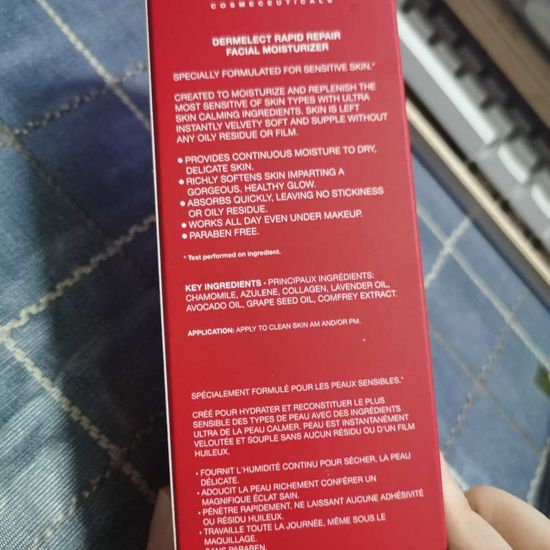 COSMECEUTICALS
DERMELECT RAPID REPAIR
FACIAL MOISTURIZER
SPECIALLY FORMULATED FOR SENSITIVE SKIN.*
CREATED TO MOISTURIZE AND REPLENISH THE
MOST SENSITIVE OF SKIN TYPES WITH ULTRA
SKIN CALMING INGREDIENTS. SKIN IS LEFT
INSTANTLY VELVETY SOFT AND SUPPLE WITHOUT
ANY OILY RESIDUE OR FILM.
● PROVIDES CONTINUOUS MOISTURE TO DRY,
DELICATE SKIN.
● RICHLY SOFTENS SKIN IMPARTING A
GORGEOUS, HEALTHY GLOW.
● ABSORBS QUICKLY, LEAVING NO STICKINESS
OR OILY RESIDUE.
● WORKS ALL DAY EVEN UNDER MAKEUP.
● PARABEN FREE.
* Test performed on ingredient.
KEY INGREDIENTS • PRINCIPAUX INGRÉDIENTS:
CHAMOMILE, AZULENE, COLLAGEN, LAVENDER OIL,
AVOCADO OIL, GRAPE SEED OIL, COMFREY EXTRACT.
APPLICATION: APPLY TO CLEAN SKIN AM AND/OR PM.
SPÉCIALEMENT FORMULÉ POUR LES PEAUX SENSIBLES.*
CRÉÉ POUR HYDRATER ET RECONSTITUER LE PLUS
SENSIBLE DES TYPES DE PEAU AVEC DES INGRÉDIENTS
ULTRA DE LA PEAU CALMER. PEAU EST INSTANTANÉMENT
VELOUTÉE ET SOUPLE SANS AUCUN RÉSIDU OU D'UN FILM
HUILEUX.
• FOURNIT L'HUMIDITÉ CONTINU POUR SÉCHER, LA PEAU
DÉLICATE.
• ADOUCIT LA PEAU RICHEMENT CONFÉRER UN
MAGNIFIQUE ÉCLAT SAIN.
• PÉNÈTRE RAPIDEMENT, NE LAISSANT AUCUNE ADHÉSIVITÉ
OU RÉSIDU HUILEUX.
• TRAVAILLE TOUTE LA JOURNÉE, MÊME SOUS LE
MAQUILLAGE.
SANS PARABEN.